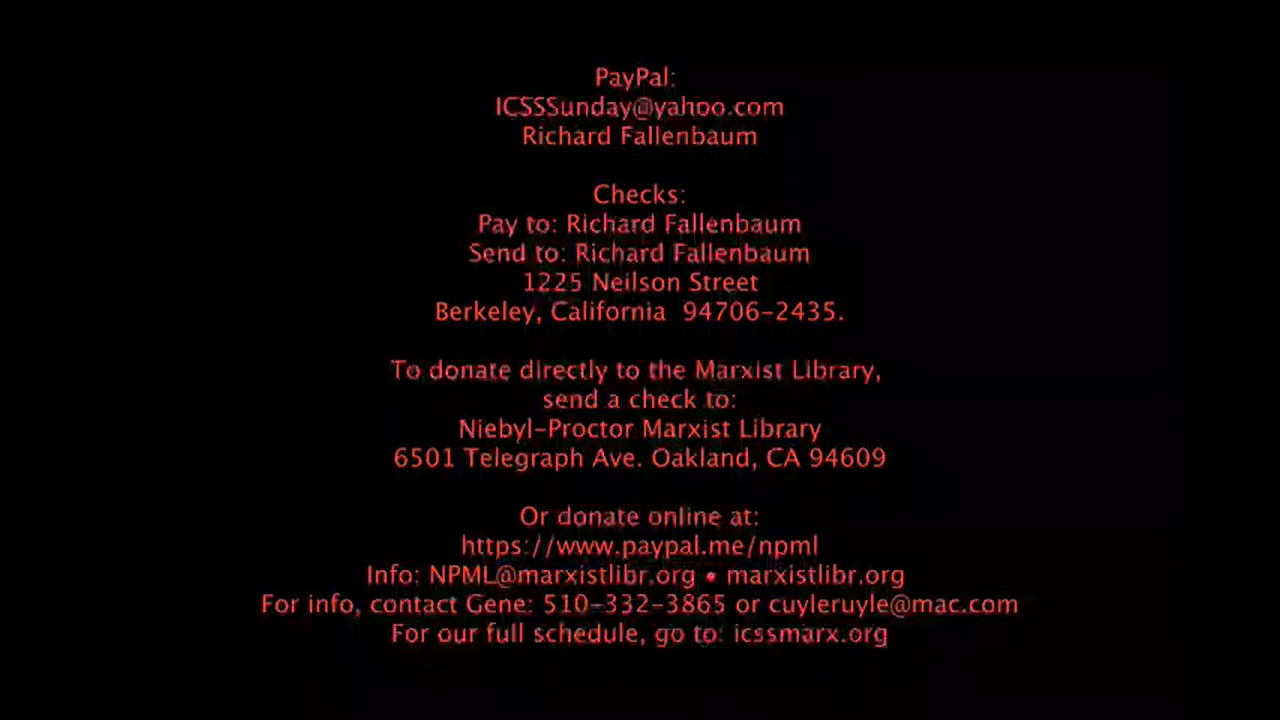 PayPal:
ICSSSunday@yahoo.com
Richard Fallenbaum
Checks:
Pay to: Richard Fallenbaum
Send to: Richard Fallenbaum
1225 Neilson Street
Berkeley, California  94706-2435.
To donate directly to the Marxist Library,
send a check to:
Niebyl-Proctor Marxist Library
6501 Telegraph Ave. Oakland, CA 94609
Or donate online at:
https://www.paypal.me/npml
Info: NPML@marxistlibr.org • marxistlibr.org
For info, contact Gene: 510-332-3865 or cuyleruyle@mac.com
For our full schedule, go to: icssmarx.org